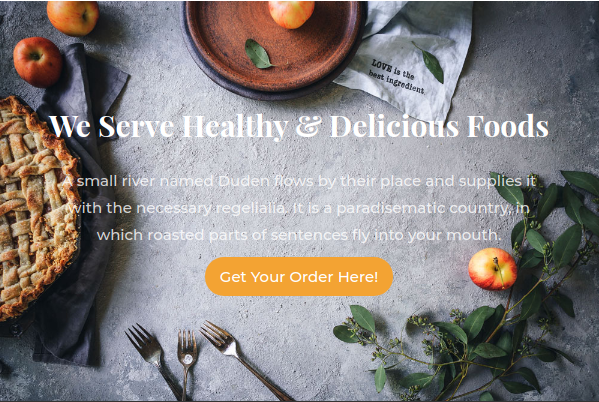 LOVE is the
best ingredient
We Serve Healthy & Delicious Foods
A small river named Duden flows by their place and supplies it
with the necessary regelialia. It is a paradisematic country, in
which roasted parts of sentences fly into your mouth.
Get Your Order Here!